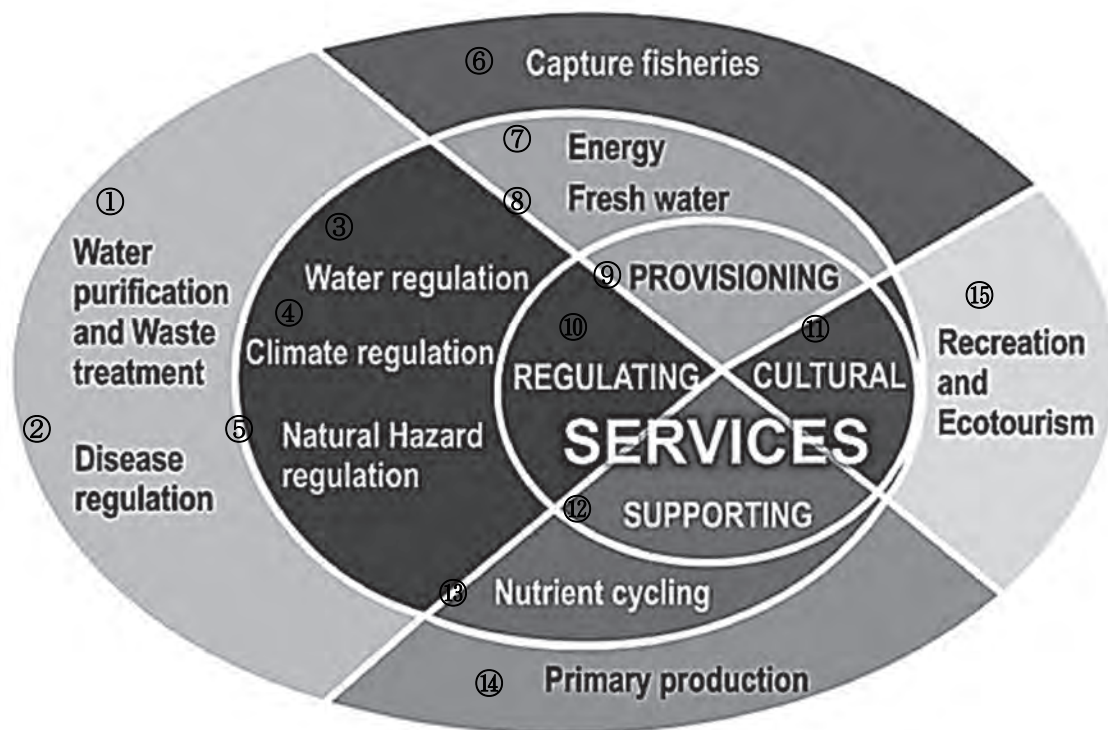 ⑥ Capture fisheries
⑦ Energy
⑧ Fresh water
① Water
purification
and Waste
treatment
② Disease
regulation
③ Water regulation
④ Climate regulation
⑤ Natural Hazard
regulation
⑨ PROVISIONING
⑩ REGULATING
⑪ CULTURAL
SERVICES
⑫ SUPPORTING
⑬ Nutrient cycling
⑭ Primary production
⑮ Recreation
and
Ecotourism